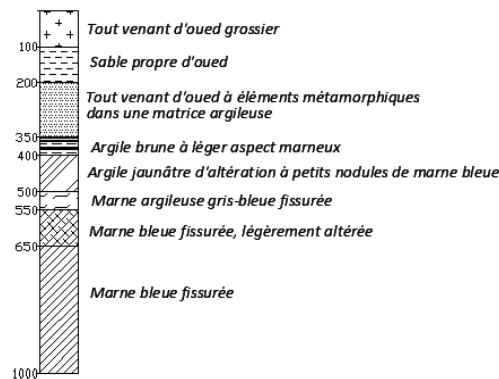 Tout venant d'oued grossier
100
Sable propre d'oued
200
Tout venant d'oued à éléments métamorphiques
dans une matrice argileuse
350
Argile brune à léger aspect marneux
400
Argile jaunâtre d'altération à petits nodules de marne bleue
500
Marne argileuse gris-bleue fissurée
550
Marne bleue fissurée, légèrement altérée
650
Marne bleue fissurée
1000